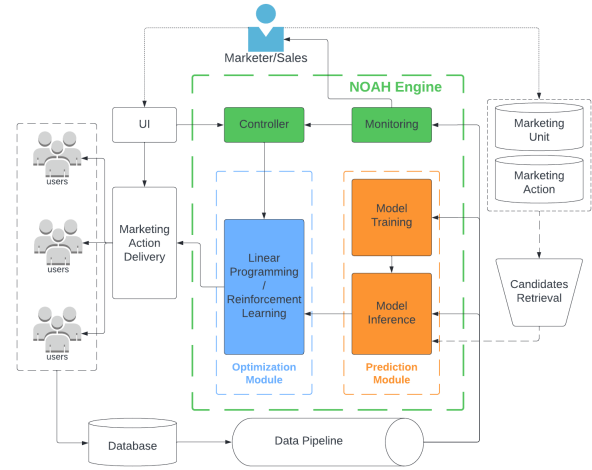 Marketer/Sales
NOAH Engine
UI
Controller
Monitoring
Marketing
Unit
Marketing
Action
users
users
users
Marketing
Action
Delivery
Linear
Programming
/
Reinforcement
Learning
Model
Training
Model
Inference
Candidates
Retrieval
Optimization
Module
Prediction
Module
Database
Data Pipeline